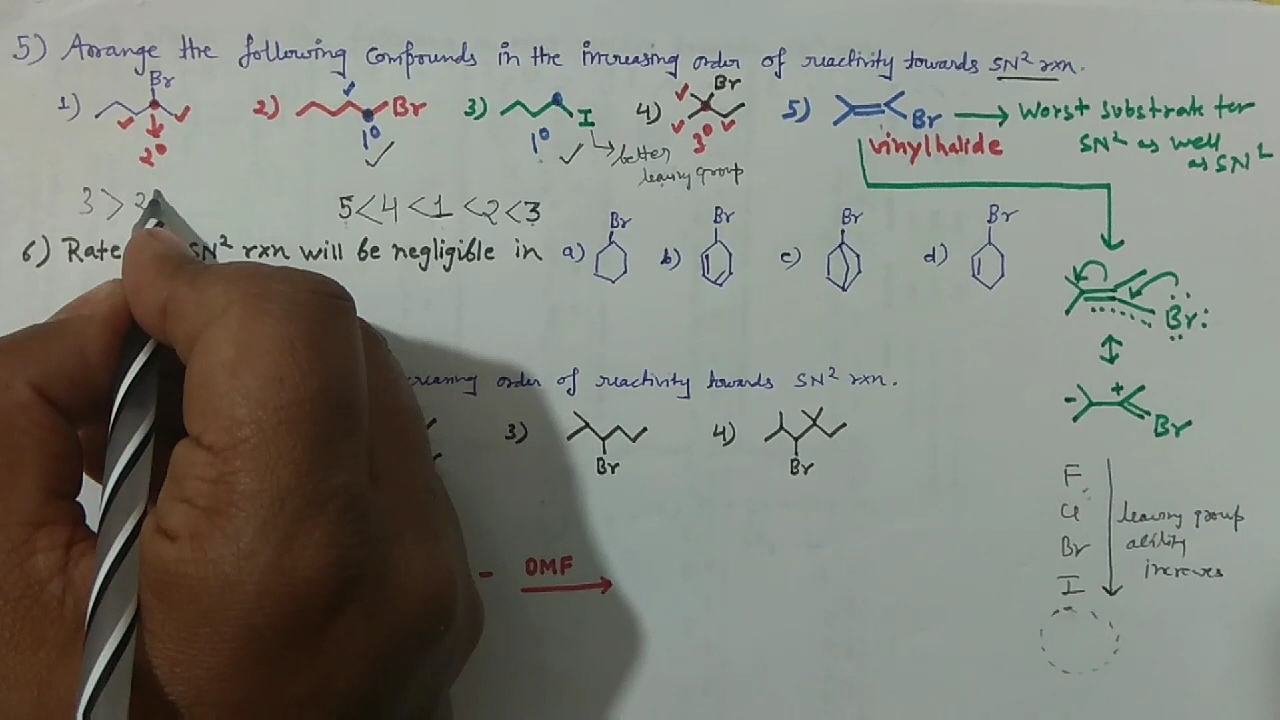 5) Arrange the following compounds in the increasing order of reactivity towards SN² rxn.
1) Br 2°
2) Br 1°
3) I 1° better leaving group
4) Br 3°
5) Br vinylhalide
Worst substrate for
SN² as well
as SN¹
3 > 2
5<4<1<2<3
6) Rate SN² rxn will be negligible in a) Br b) Br c) Br d) Br
Br:
+
-
Br
order of reactivity towards SN² rxn.
3) Br
4) Br
F
Cl
Br
I
leaving group
ability
increases
- DMF